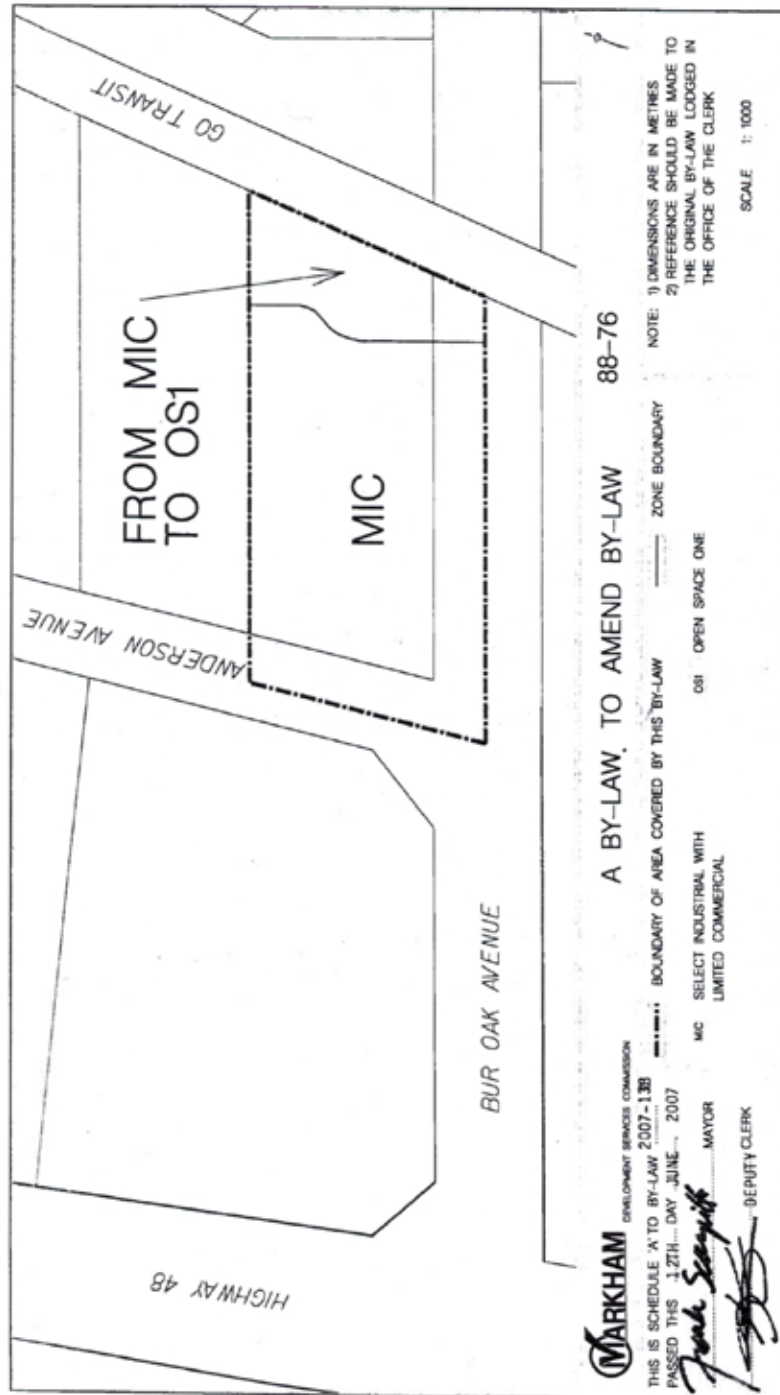 GO TRANSIT
FROM MIC
TO OS1
MIC
ANDERSON AVENUE
BUR OAK AVENUE
HIGHWAY 48
A BY-LAW. TO AMEND BY-LAW 88-76
MARKHAM DEVELOPMENT SERVICES COMMISSION
THIS IS SCHEDULE 'A' TO BY-LAW 2007-138
PASSED THIS 12TH DAY JUNE 2007
MAYOR
DEPUTY CLERK
BOUNDARY OF AREA COVERED BY THIS BY-LAW
ZONE BOUNDARY
MIC SELECT INDUSTRIAL WITH
LIMITED COMMERCIAL
OS1 OPEN SPACE ONE
NOTE: 1) DIMENSIONS ARE IN METRES
2) REFERENCE SHOULD BE MADE TO
THE ORIGINAL BY-LAW LODGED IN
THE OFFICE OF THE CLERK
SCALE 1: 1000